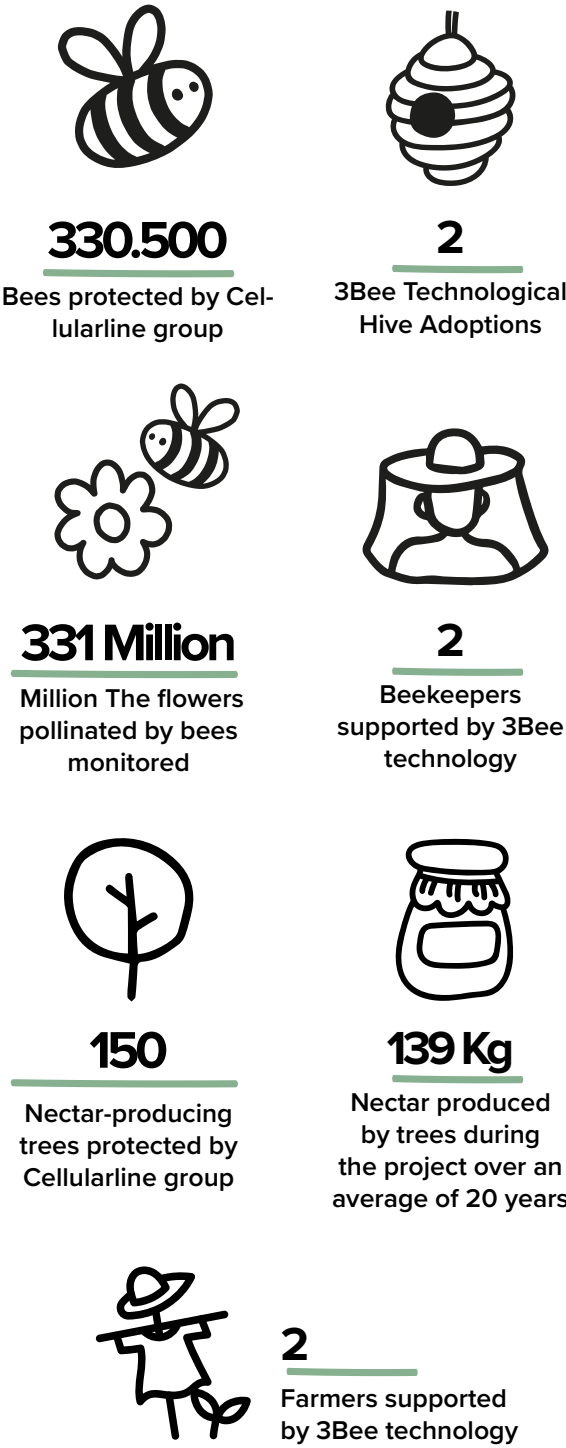 330.500
Bees protected by Cel-
lularline group
2
3Bee Technological
Hive Adoptions
331 Million
Million The flowers
pollinated by bees
monitored
2
Beekeepers
supported by 3Bee
technology
150
Nectar-producing
trees protected by
Cellularline group
139 Kg
Nectar produced
by trees during
the project over an
average of 20 years
2
Farmers supported
by 3Bee technology